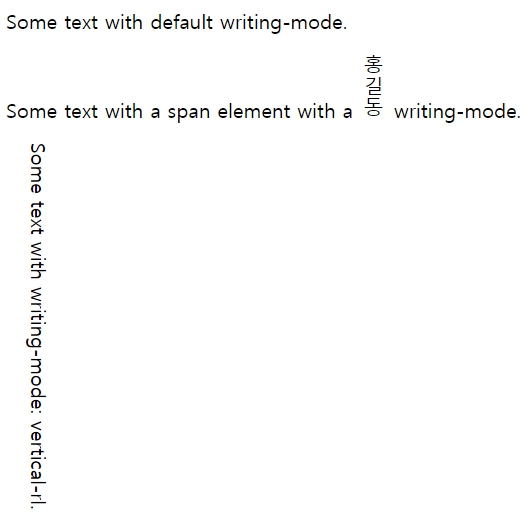 Some text with default writing-mode.
Some text with a span element with a 홍길동 writing-mode.
Some text with writing-mode: vertical-rl.